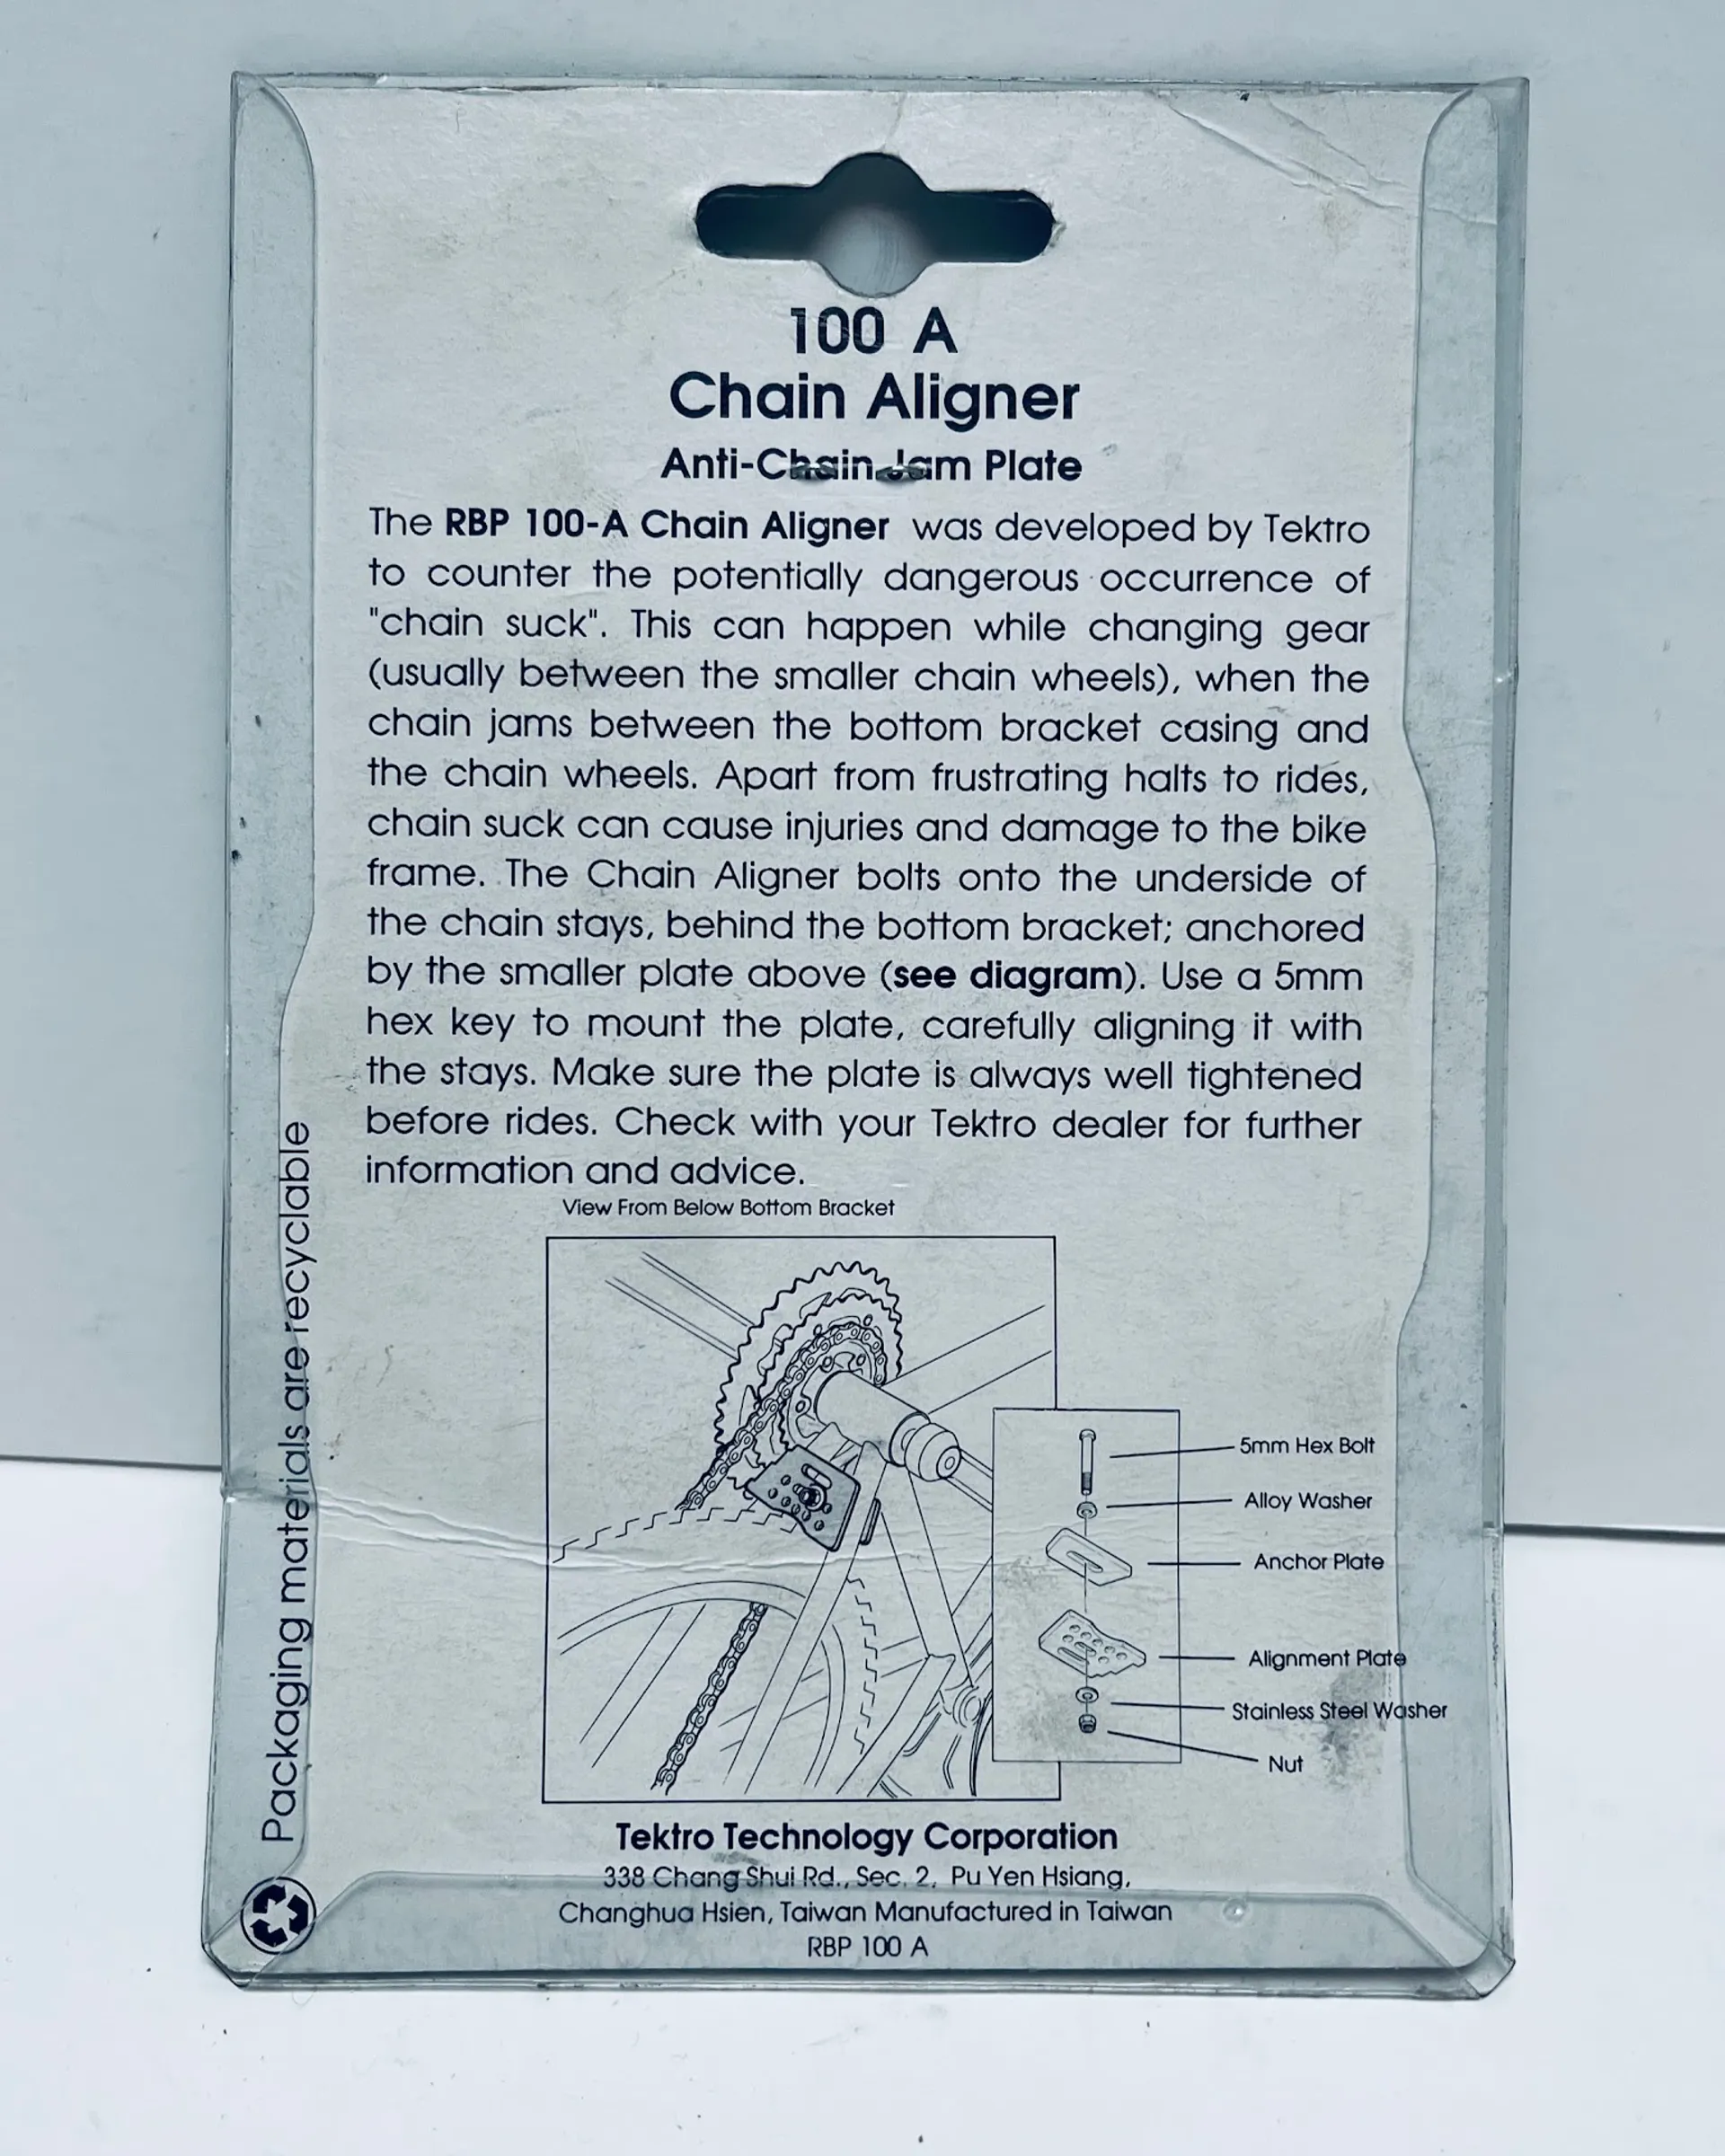 100 A
Chain Aligner
Anti-Chain Jam Plate
The RBP 100-A Chain Aligner was developed by Tektro
to counter the potentially dangerous occurrence of
"chain suck". This can happen while changing gear
(usually between the smaller chain wheels), when the
chain jams between the bottom bracket casing and
the chain wheels. Apart from frustrating halts to rides,
chain suck can cause injuries and damage to the bike
frame. The Chain Aligner bolts onto the underside of
the chain stays, behind the bottom bracket; anchored
by the smaller plate above (see diagram). Use a 5mm
hex key to mount the plate, carefully aligning it with
the stays. Make sure the plate is always well tightened
before rides. Check with your Tektro dealer for further
information and advice.
View From Below Bottom Bracket
5mm Hex Bolt
Alloy Washer
Anchor Plate
Alignment Plate
Stainless Steel Washer
Nut
Tektro Technology Corporation
338 Chang Shui Rd., Sec. 2, Pu Yen Hsiang,
Changhua Hsien, Taiwan Manufactured in Taiwan
RBP 100 A
Packaging materials are recyclable